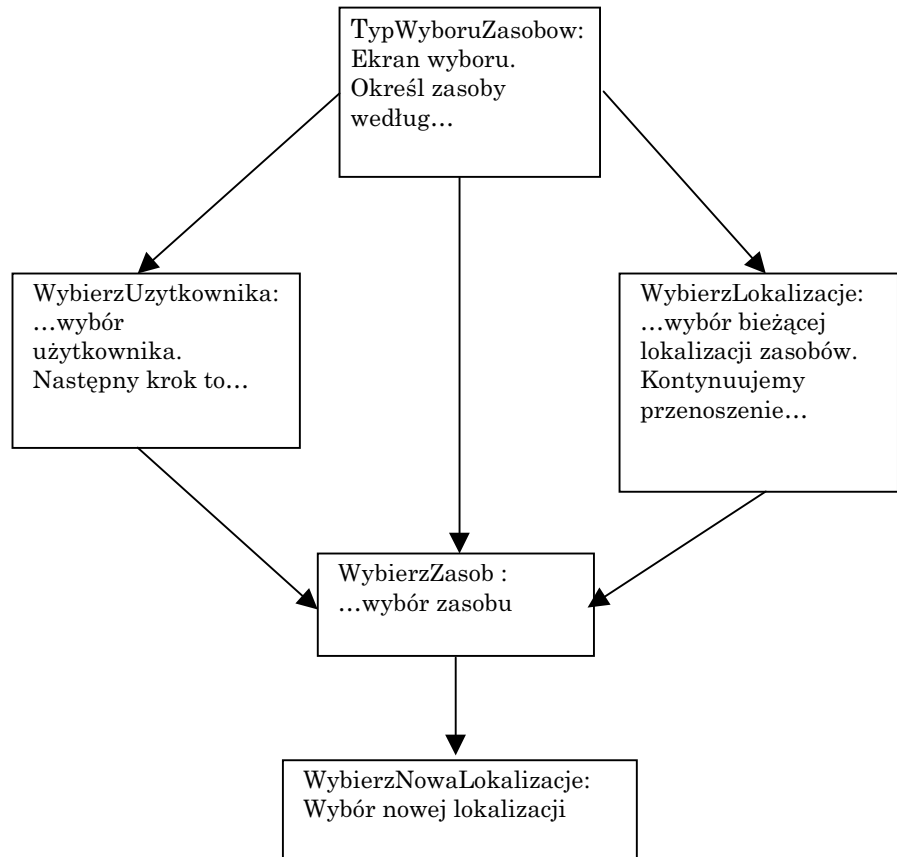 TypWyboruZasobow:
Ekran wyboru.
Określ zasoby
według…
WybierzUzytkownika:
…wybór
użytkownika.
Następny krok to…
WybierzLokalizacje:
…wybór bieżącej
lokalizacji zasobów.
Kontynuujemy
przenoszenie…
WybierzZasob :
…wybór zasobu
WybierzNowaLokalizacje:
Wybór nowej lokalizacji